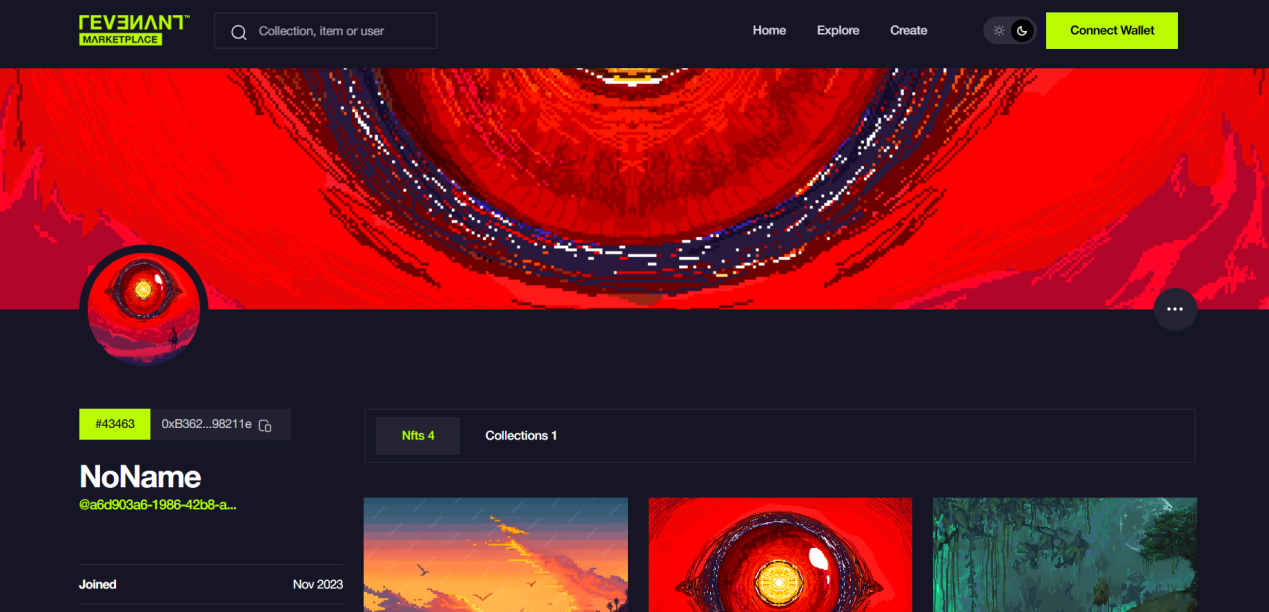 REVENANT™
MARKETPLACE
Collection, item or user
Home
Explore
Create
Connect Wallet
#43463
0xB362...98211e
Nfts 4
Collections 1
NoName
@a6d903a6-1986-42b8-a...
Joined
Nov 2023